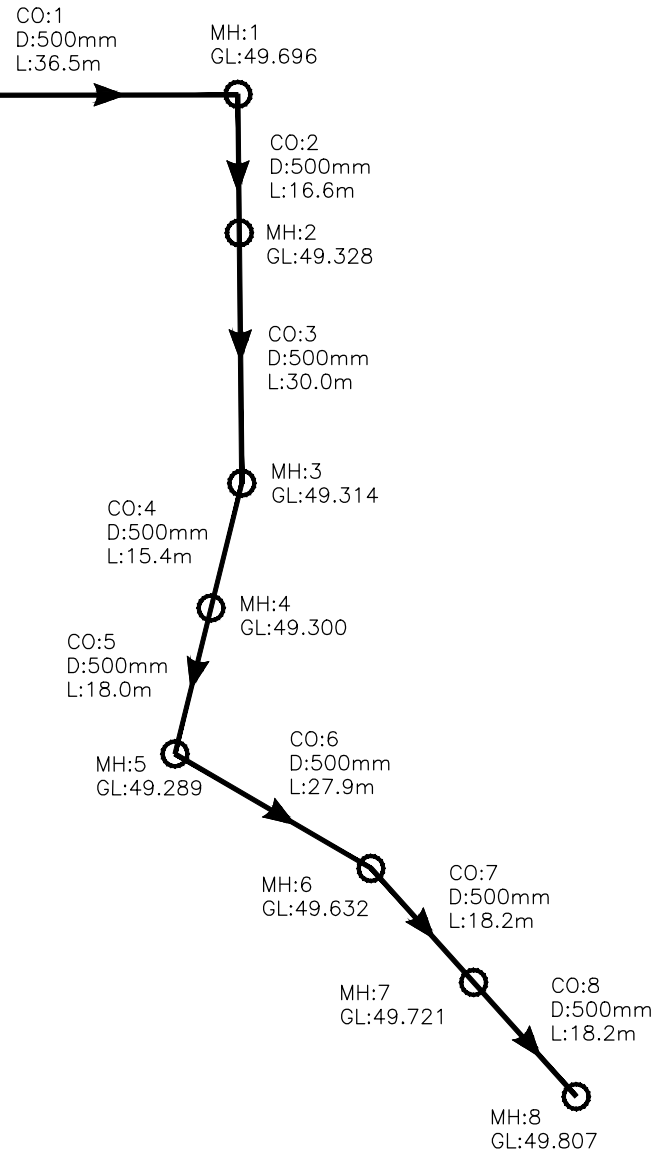 CO:1
D:500mm
L:36.5m
MH:1
GL:49.696
CO:2
D:500mm
L:16.6m
MH:2
GL:49.328
CO:3
D:500mm
L:30.0m
MH:3
GL:49.314
CO:4
D:500mm
L:15.4m
MH:4
GL:49.300
CO:5
D:500mm
L:18.0m
CO:6
D:500mm
L:27.9m
MH:5
GL:49.289
CO:7
D:500mm
L:18.2m
MH:6
GL:49.632
CO:8
D:500mm
L:18.2m
MH:7
GL:49.721
MH:8
GL:49.807